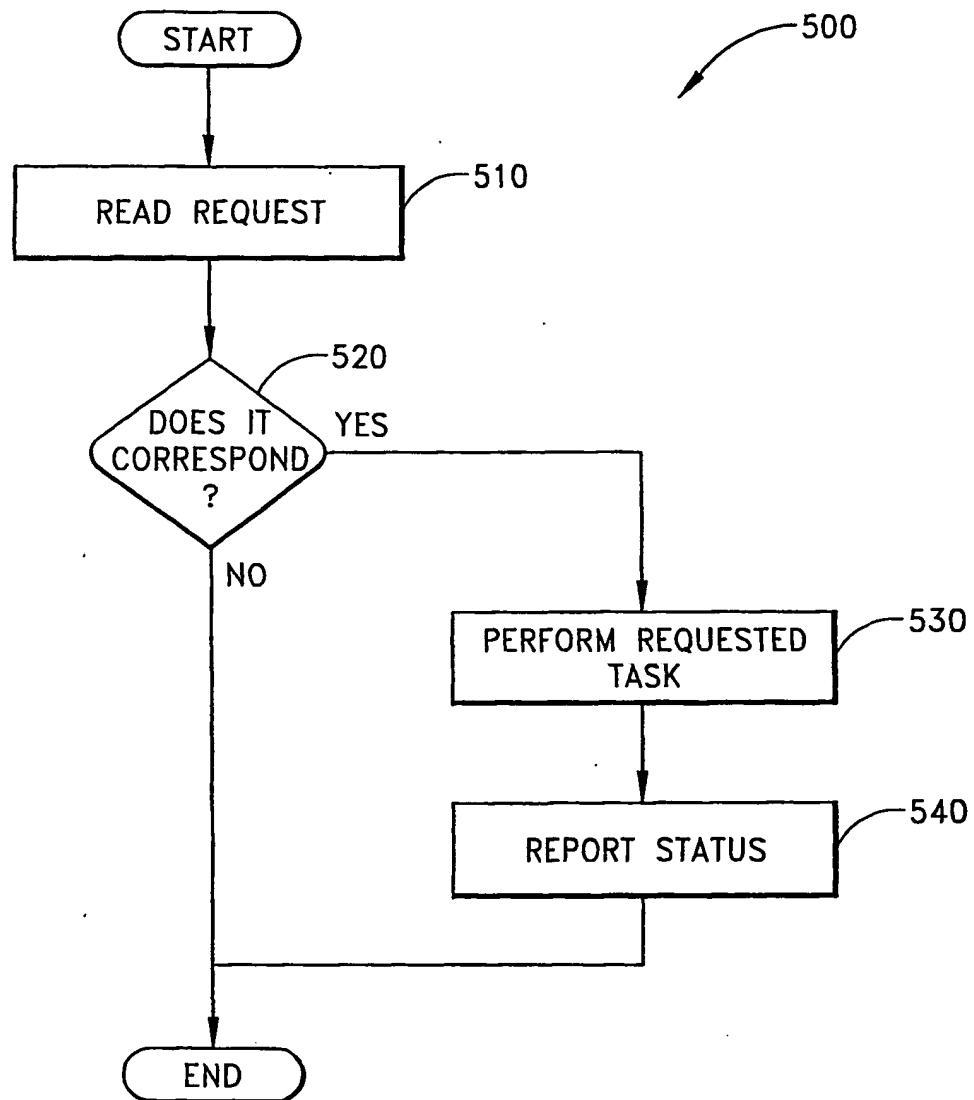 START
500
READ REQUEST
510
520
DOES IT
CORRESPOND
?
YES
NO
PERFORM REQUESTED
TASK
530
REPORT STATUS
540
END